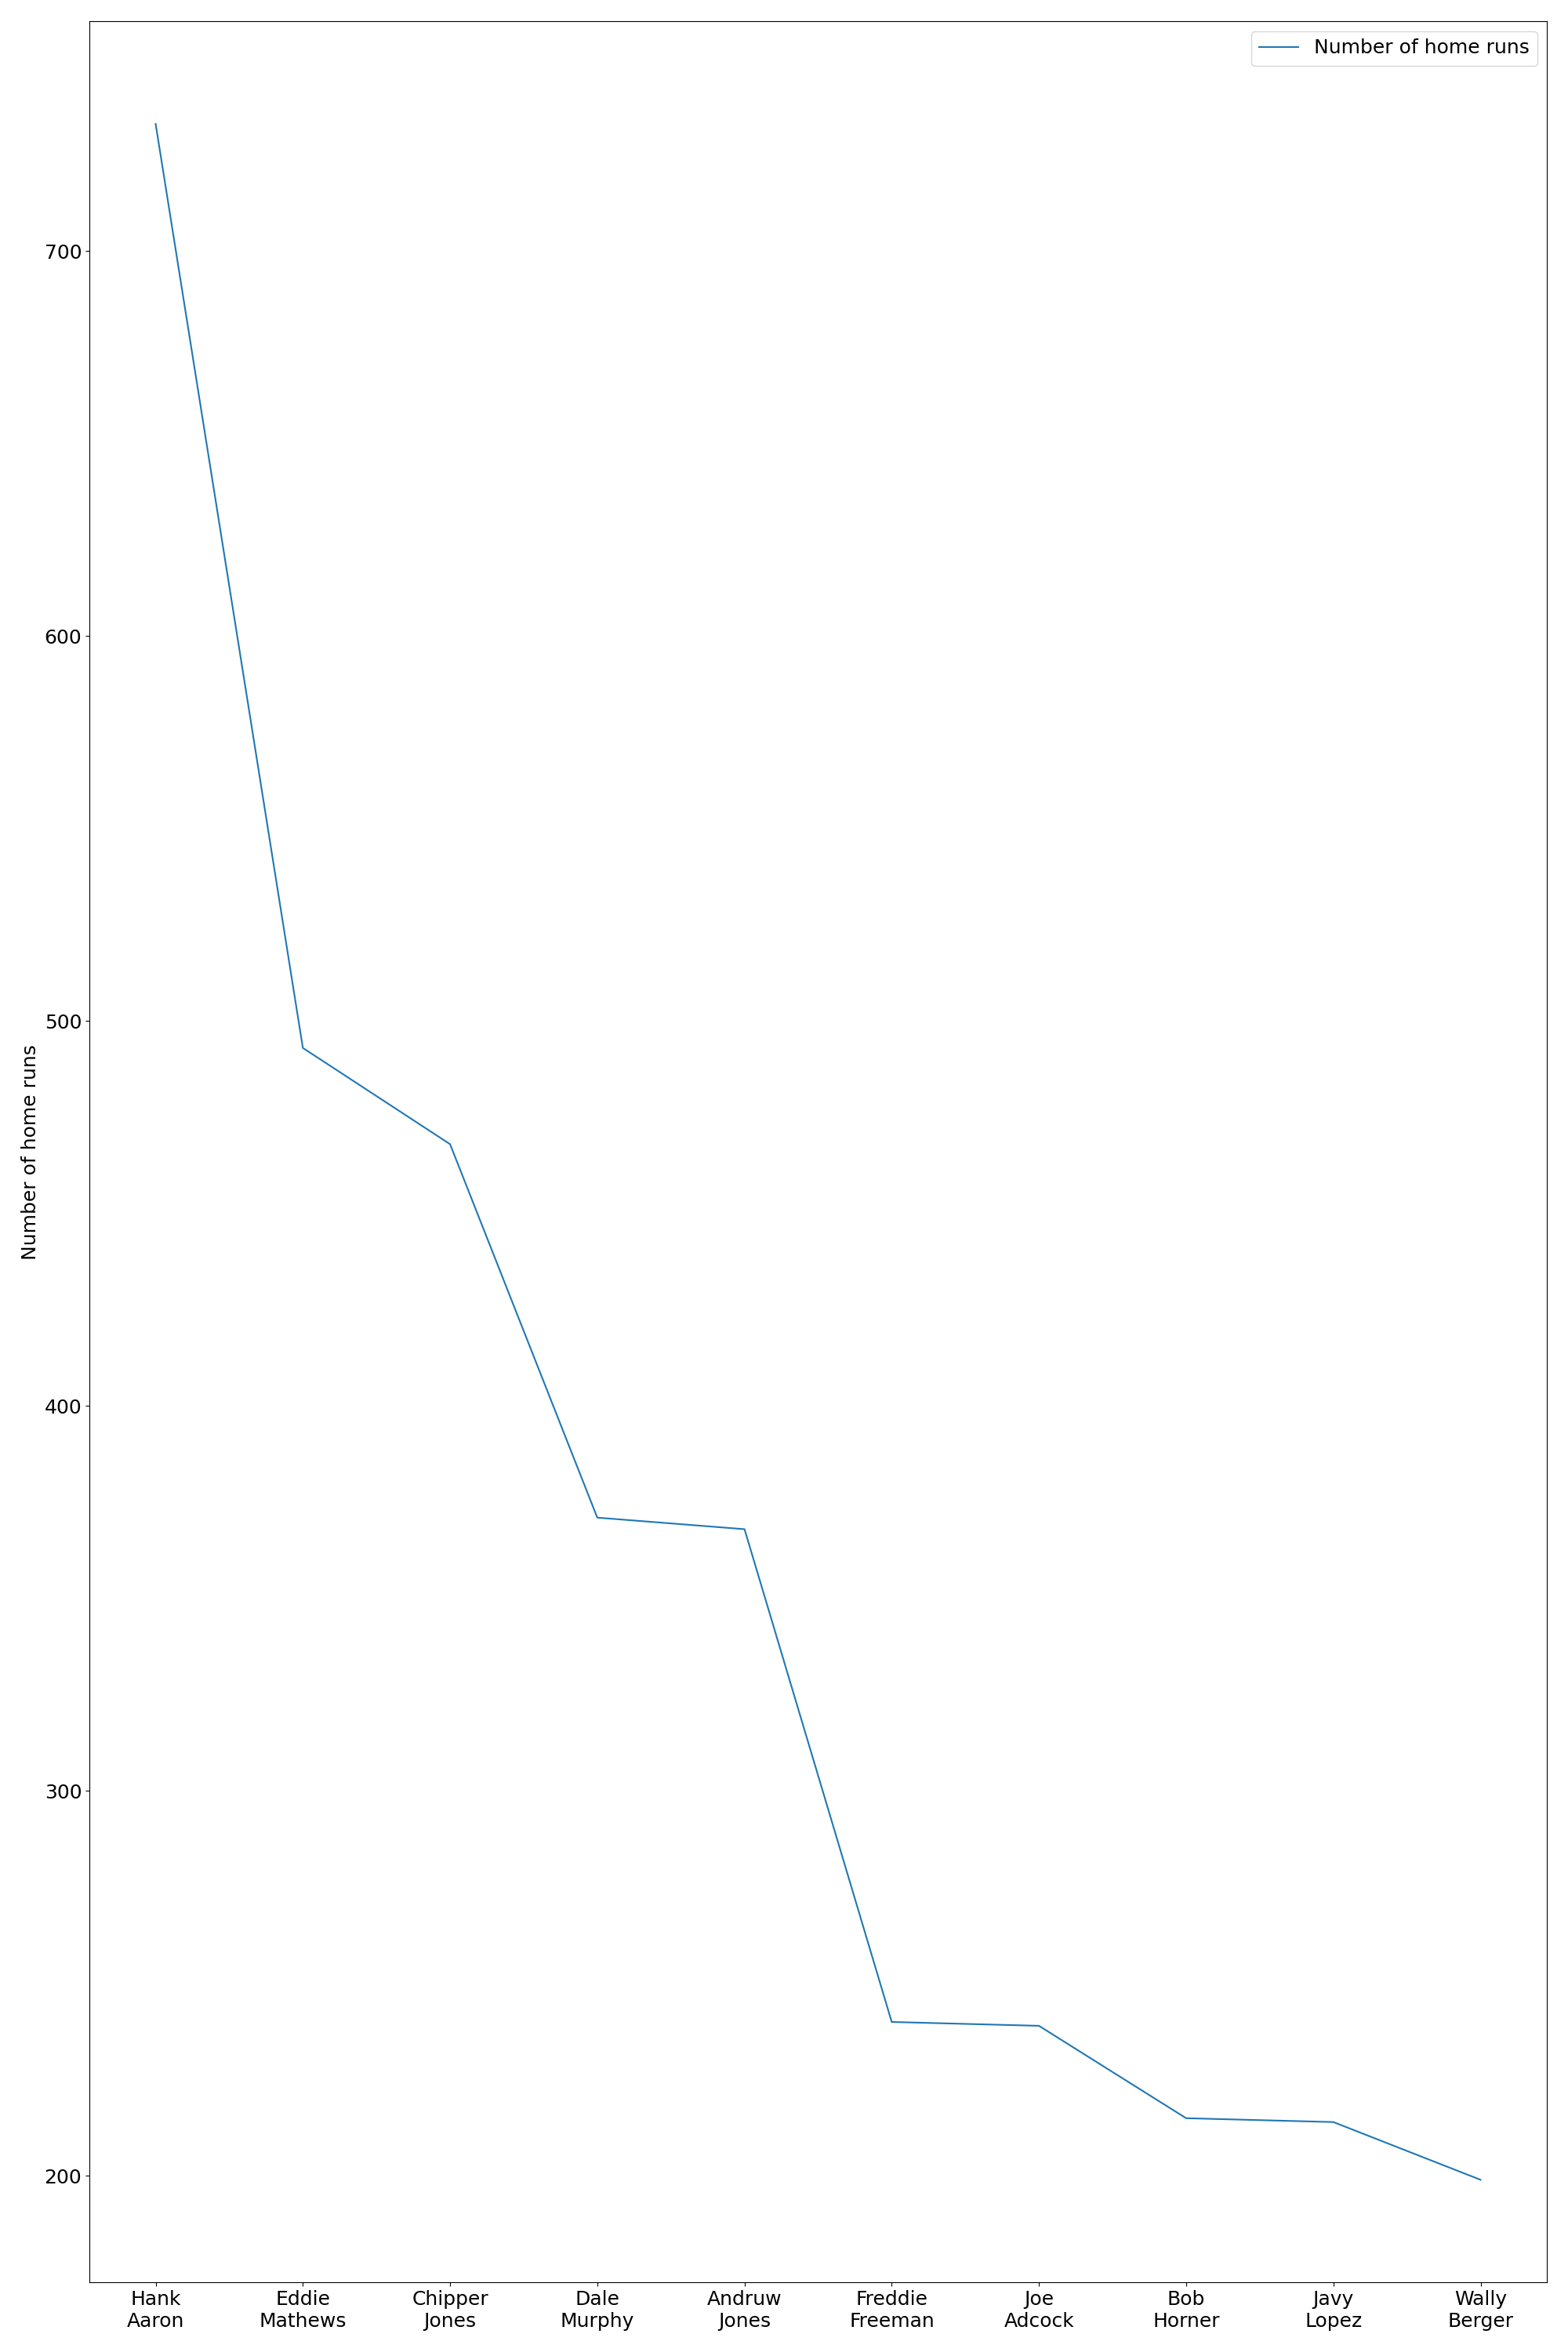 Number of home runs
700
600
500
400
300
200
Number of home runs
Hank
Aaron
Eddie
Mathews
Chipper
Jones
Dale
Murphy
Andruw
Jones
Freddie
Freeman
Joe
Adcock
Bob
Horner
Javy
Lopez
Wally
Berger